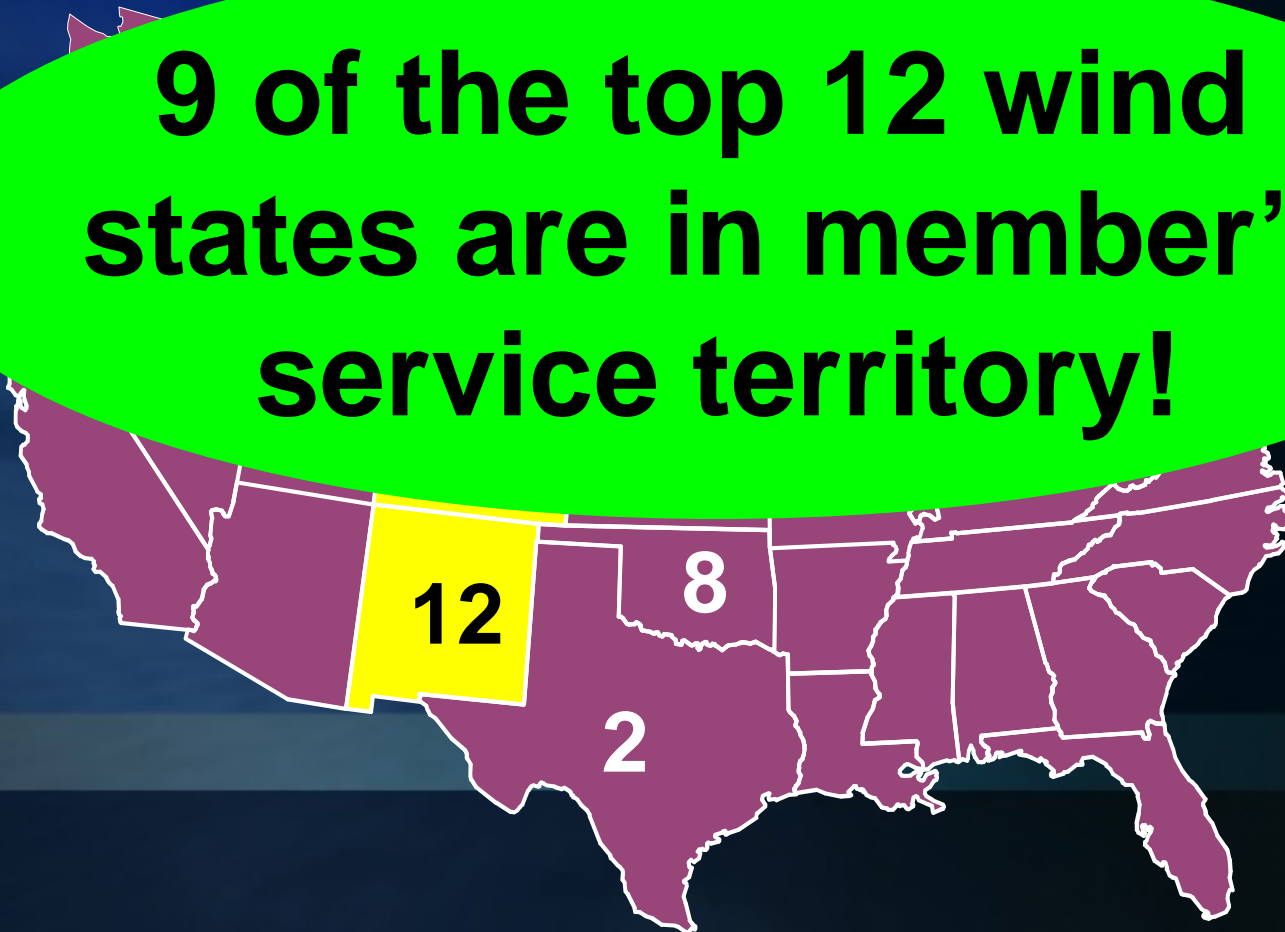 9 of the top 12 wind
states are in member’
service territory!
8
12
2